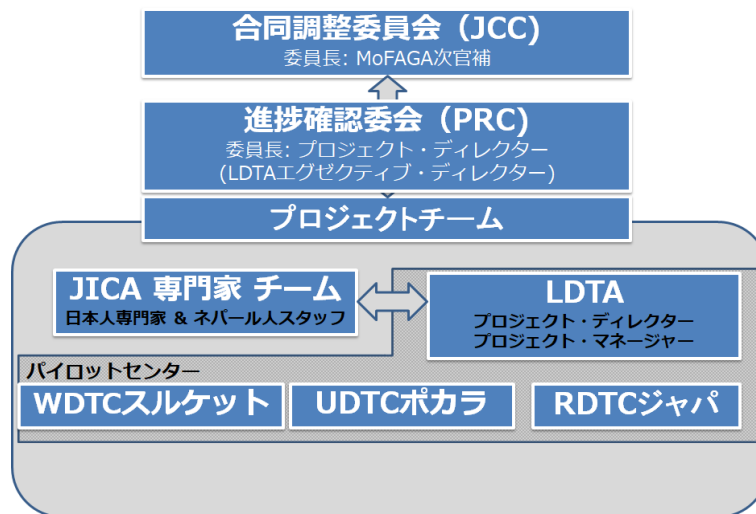 合同調整委員会（JCC)
委員長: MoFAGA次官補
進捗確認委会（PRC)
委員長: プロジェクト・ディレクター
(LDTAエグゼクティブ・ディレクター)
プロジェクトチーム
JICA 専門家 チーム
日本人専門家 & ネパール人スタッフ
LDTA
プロジェクト・ディレクター
プロジェクト・マネージャー
パイロットセンター
WDTCスルケット
UDTCポカラ
RDTCジャパ